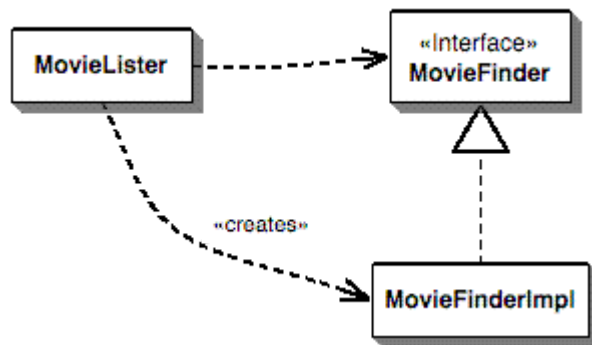 MovieLister
«Interface»
MovieFinder
«creates»
MovieFinderImpl